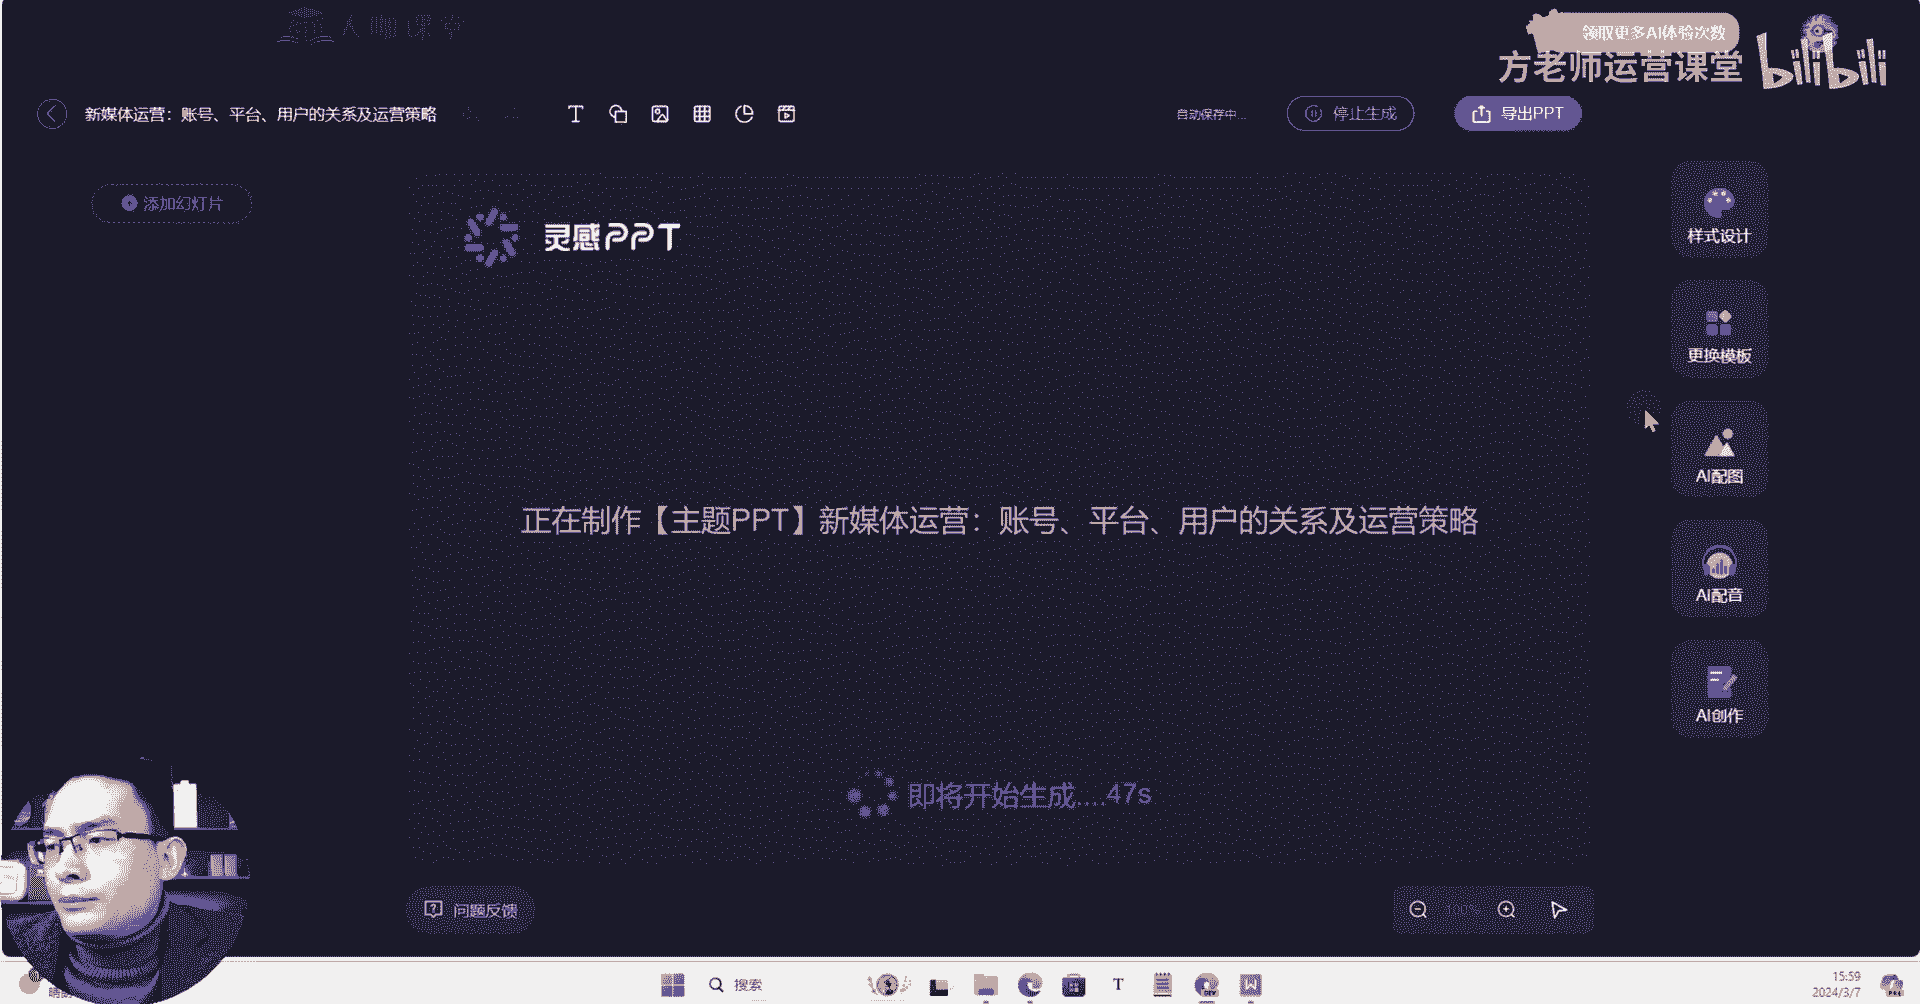 大咖课堂
领取更多AI体验次数
方老师运营课堂
bilibili
新媒体运营：账号、平台、用户的关系及运营策略
自动保存中...
停止生成
导出PPT
添加幻灯片
灵感PPT
样式设计
更换模板
AI配图
正在制作【主题PPT】新媒体运营：账号、平台、用户的关系及运营策略
AI配音
AI创作
即将开始生成....47s
问题反馈
100%
搜索
15:59
2024/3/7